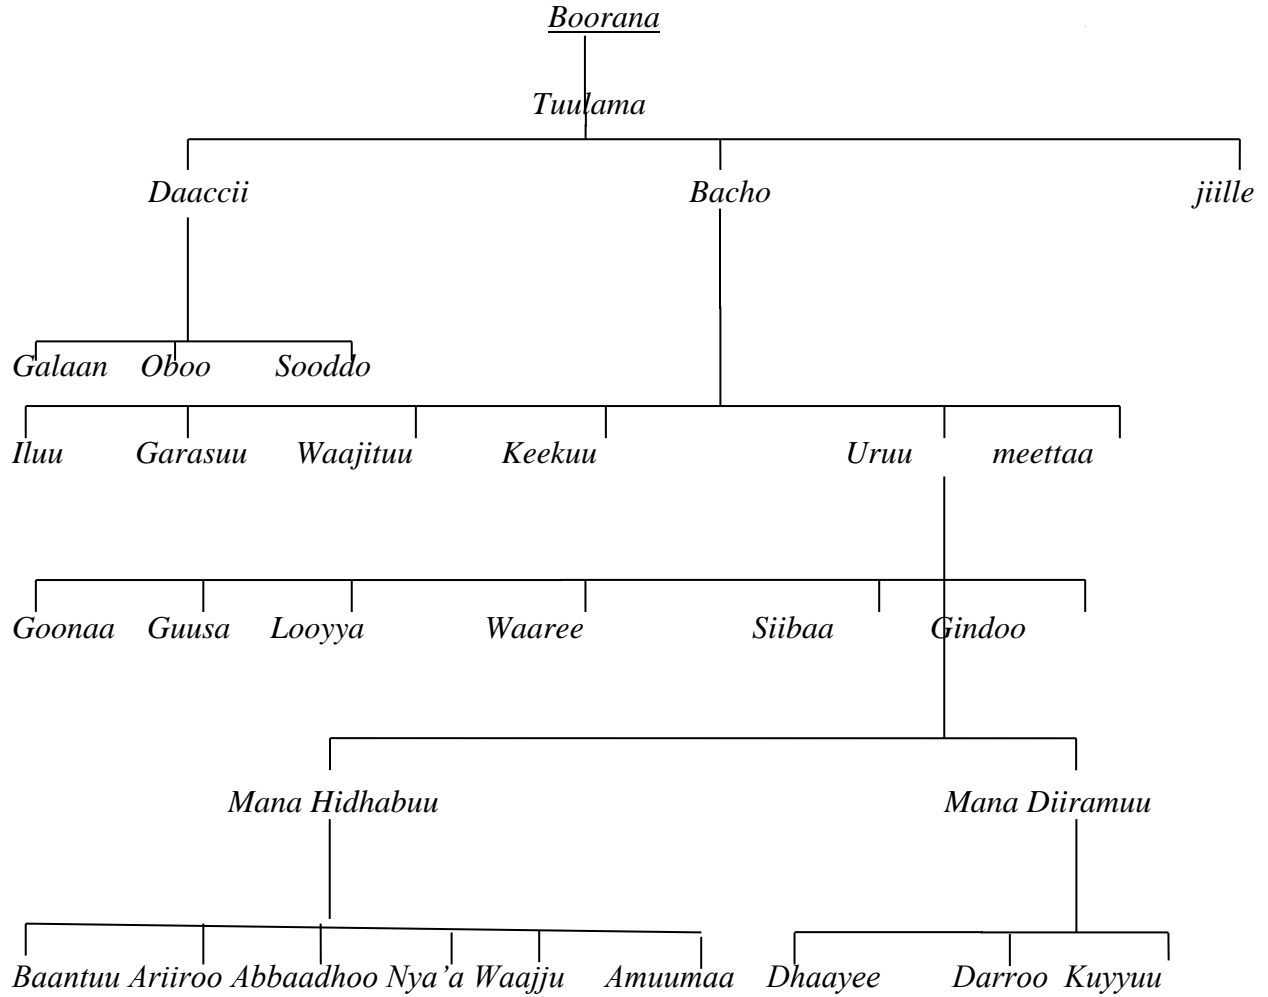 Boorana
Tuulama
Daaccii Bacho jiille
Galaan Oboo Sooddo
Iluu Garasuu Waajituu Keekuu Uruu meettaa
Goonaa Guusa Looyya Waaree Siibaa Gindoo
Mana Hidhabuu Mana Diiramuu
Baantuu Ariiroo Abbaadhoo Nya’a Waajju Amuumaa Dhaayee Darroo Kuyyuu